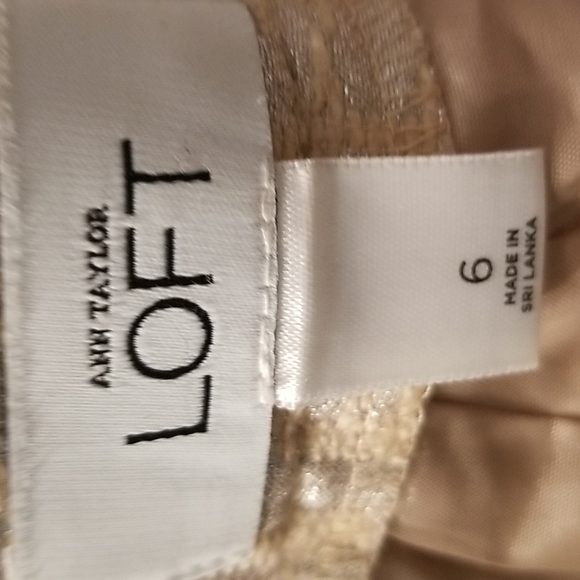 ANN TAYLOR
LOFT
6
MADE IN
SRI LANKA